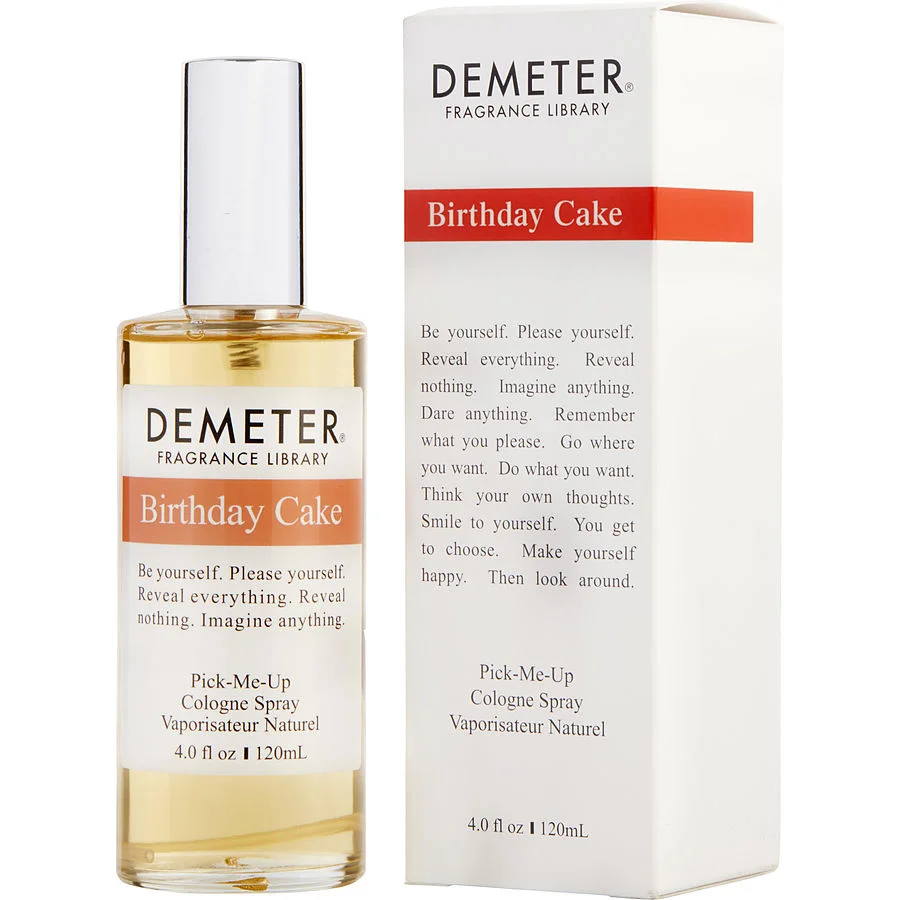 DEMETER®
FRAGRANCE LIBRARY
Birthday Cake
Be yourself. Please yourself.
Reveal everything. Reveal
nothing. Imagine anything.
Pick-Me-Up
Cologne Spray
Vaporisateur Naturel
4.0 fl oz ▌120mL
DEMETER®
FRAGRANCE LIBRARY
Birthday Cake
Be yourself. Please yourself.
Reveal everything. Reveal
nothing. Imagine anything.
Dare anything. Remember
what you please. Go where
you want. Do what you want.
Think your own thoughts.
Smile to yourself. You get
to choose. Make yourself
happy. Then look around.
Pick-Me-Up
Cologne Spray
Vaporisateur Naturel
4.0 fl oz ▌120mL